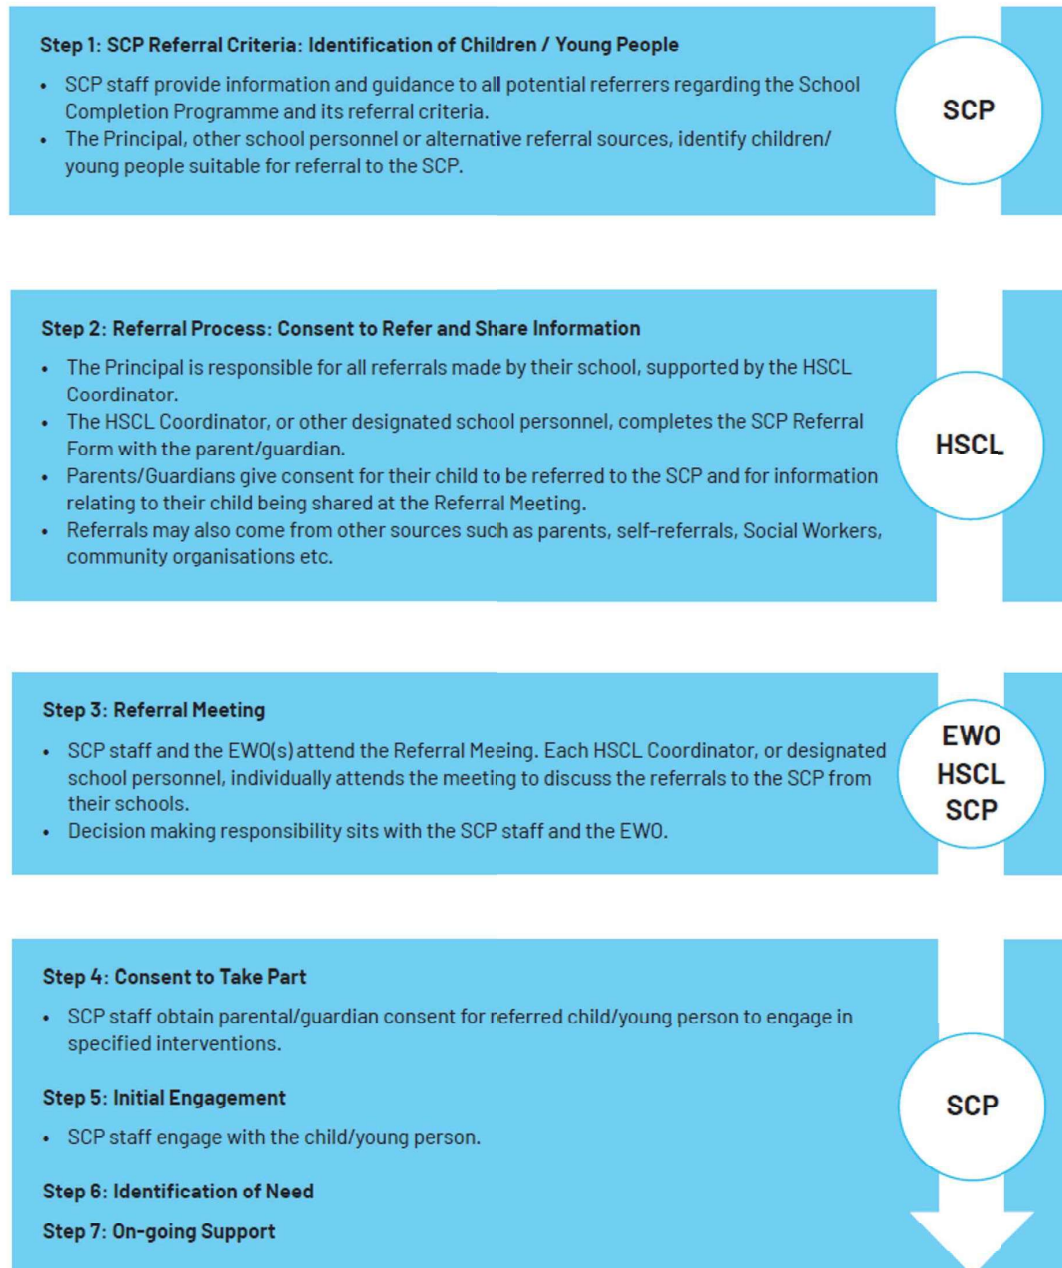 Step 1: SCP Referral Criteria: Identification of Children / Young People
• SCP staff provide information and guidance to all potential referrers regarding the School
Completion Programme and its referral criteria.
• The Principal, other school personnel or alternative referral sources, identify children/
young people suitable for referral to the SCP.
SCP
Step 2: Referral Process: Consent to Refer and Share Information
• The Principal is responsible for all referrals made by their school, supported by the HSCL
Coordinator.
• The HSCL Coordinator, or other designated school personnel, completes the SCP Referral
Form with the parent/guardian.
• Parents/Guardians give consent for their child to be referred to the SCP and for information
relating to their child being shared at the Referral Meeting.
• Referrals may also come from other sources such as parents, self-referrals, Social Workers,
community organisations etc.
HSCL
Step 3: Referral Meeting
• SCP staff and the EWO(s) attend the Referral Meeing. Each HSCL Coordinator, or designated
school personnel, individually attends the meeting to discuss the referrals to the SCP from
their schools.
• Decision making responsibility sits with the SCP staff and the EWO.
EWO
HSCL
SCP
Step 4: Consent to Take Part
• SCP staff obtain parental/guardian consent for referred child/young person to engage in
specified interventions.
Step 5: Initial Engagement
• SCP staff engage with the child/young person.
Step 6: Identification of Need
Step 7: On-going Support
SCP